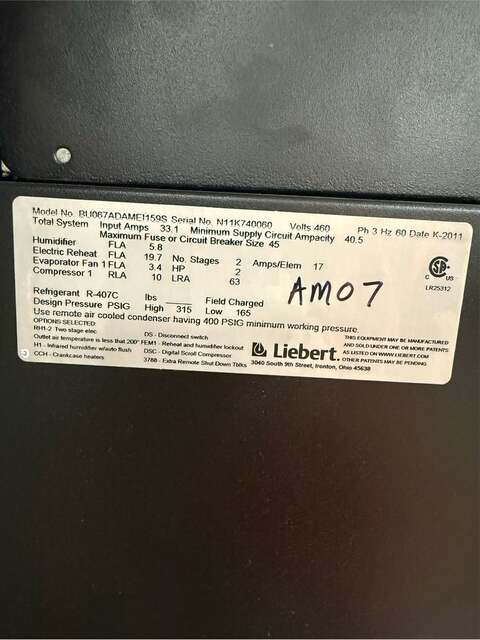 Model No. BU067ADAMEI159S Serial No. N11K740060 Volts 460 Ph 3 Hz 60 Date K-2011
Total System Input Amps 33.1 Minimum Supply Circuit Ampacity 40.5
Maximum Fuse or Circuit Breaker Size 45
Humidifier FLA 5.8
Electric Reheat FLA 19.7 No. Stages 2 Amps/Elem 17
Evaporator Fan 1 FLA 3.4 HP 2
Compressor 1 RLA 10 LRA 63
Refrigerant R-407C lbs ____ Field Charged
Design Pressure PSIG High 315 Low 165
Use remote air cooled condenser having 400 PSIG minimum working pressure.
OPTIONS SELECTED
RH1-2 Two stage elec DS - Disconnect switch
Outlet air temperature is less that 200° FEM1 - Reheat and humidifier lockout
H1 - Infrared humidifier w/auto flush DSC - Digital Scroll Compressor
CCH - Crankcase heaters 3788 - Extra Remote Shut Down Tblks
AM07
C US
LR25312
Liebert.
3040 South 9th Street, Ironton, Ohio 45638
THIS EQUIPMENT MAY BE MANUFACTURED
AND SOLD UNDER ONE OR MORE PATENTS
AS LISTED ON WWW.LIEBERT.COM.
OTHER PATENTS MAY BE PENDING.